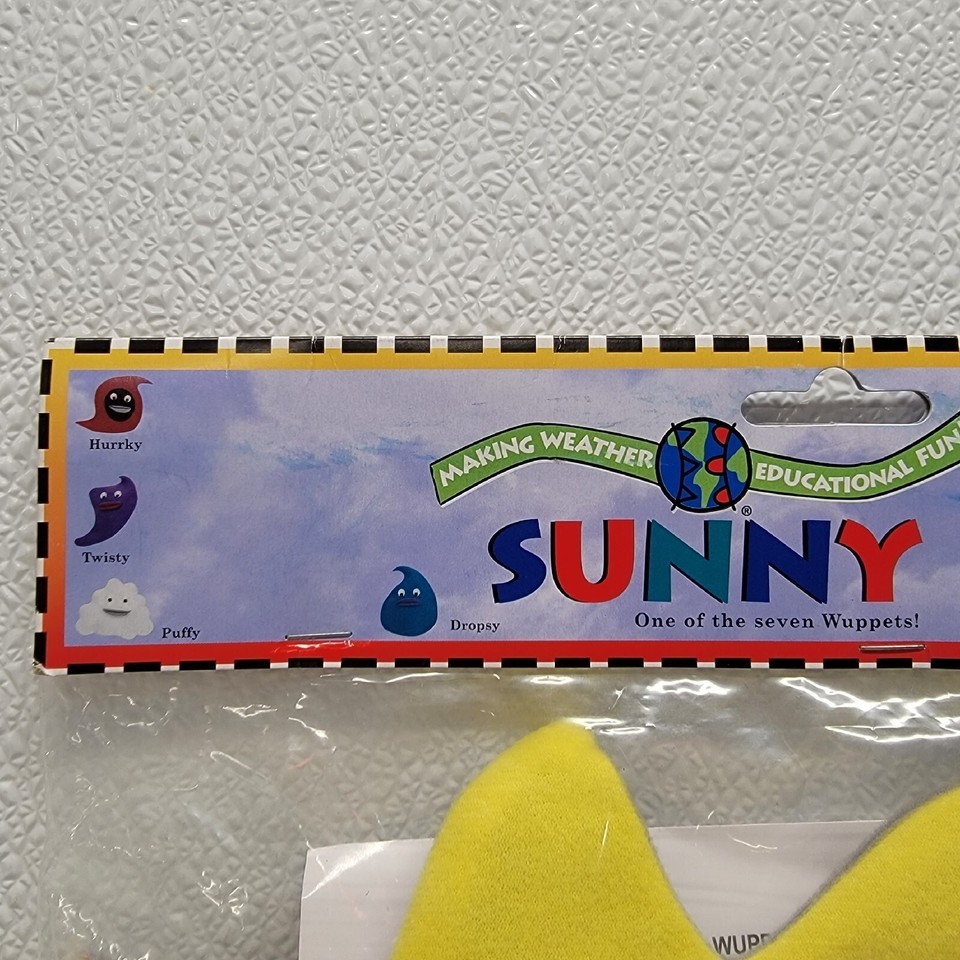 Hurrky
MAKING WEATHER EDUCATIONAL FUN
®
SUNNY
Twisty
Puffy
Dropsy
One of the seven Wuppets!